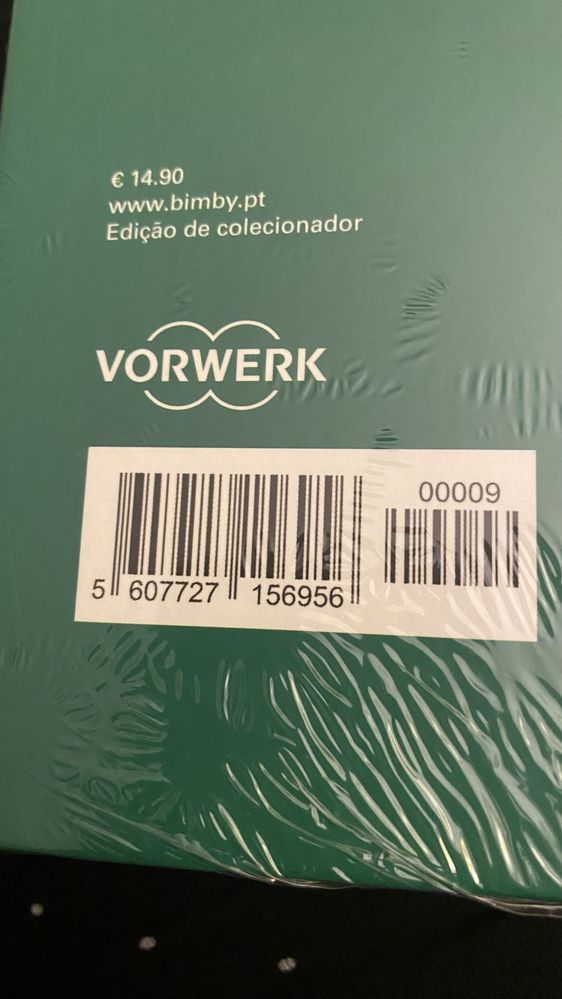 € 14.90
www.bimby.pt
Edição de colecionador
VORWERK
00009
5 607727 156956